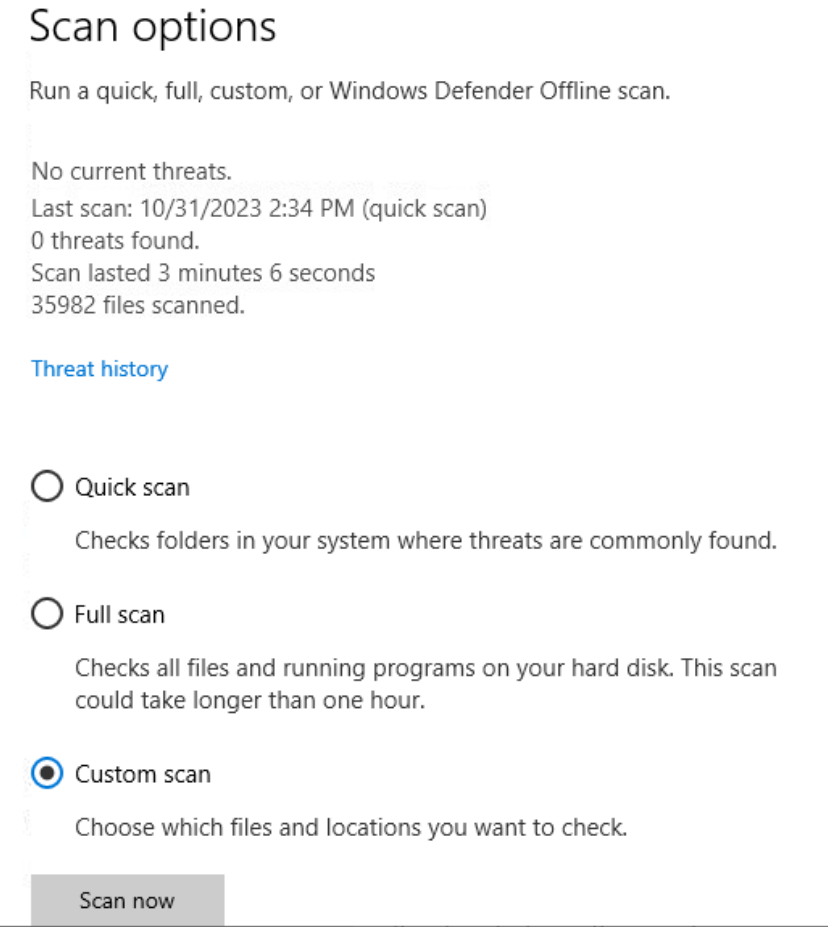 Scan options
Run a quick, full, custom, or Windows Defender Offline scan.
No current threats.
Last scan: 10/31/2023 2:34 PM (quick scan)
0 threats found.
Scan lasted 3 minutes 6 seconds
35982 files scanned.
Threat history
Quick scan
Checks folders in your system where threats are commonly found.
Full scan
Checks all files and running programs on your hard disk. This scan
could take longer than one hour.
Custom scan
Choose which files and locations you want to check.
Scan now